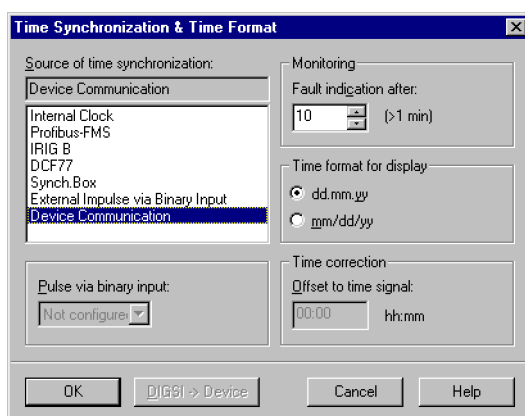 Time Synchronization & Time Format
Source of time synchronization:
Device Communication
Internal Clock
Profibus-FMS
IRIG B
DCF77
Synch.Box
External Impulse via Binary Input
Device Communication
Pulse via binary input:
Not configured
Monitoring
Fault indication after:
10 (>1 min)
Time format for display
dd.mm.yy
mm/dd/yy
Time correction
Offset to time signal:
00:00 hh:mm
OK DIGSI -> Device Cancel Help